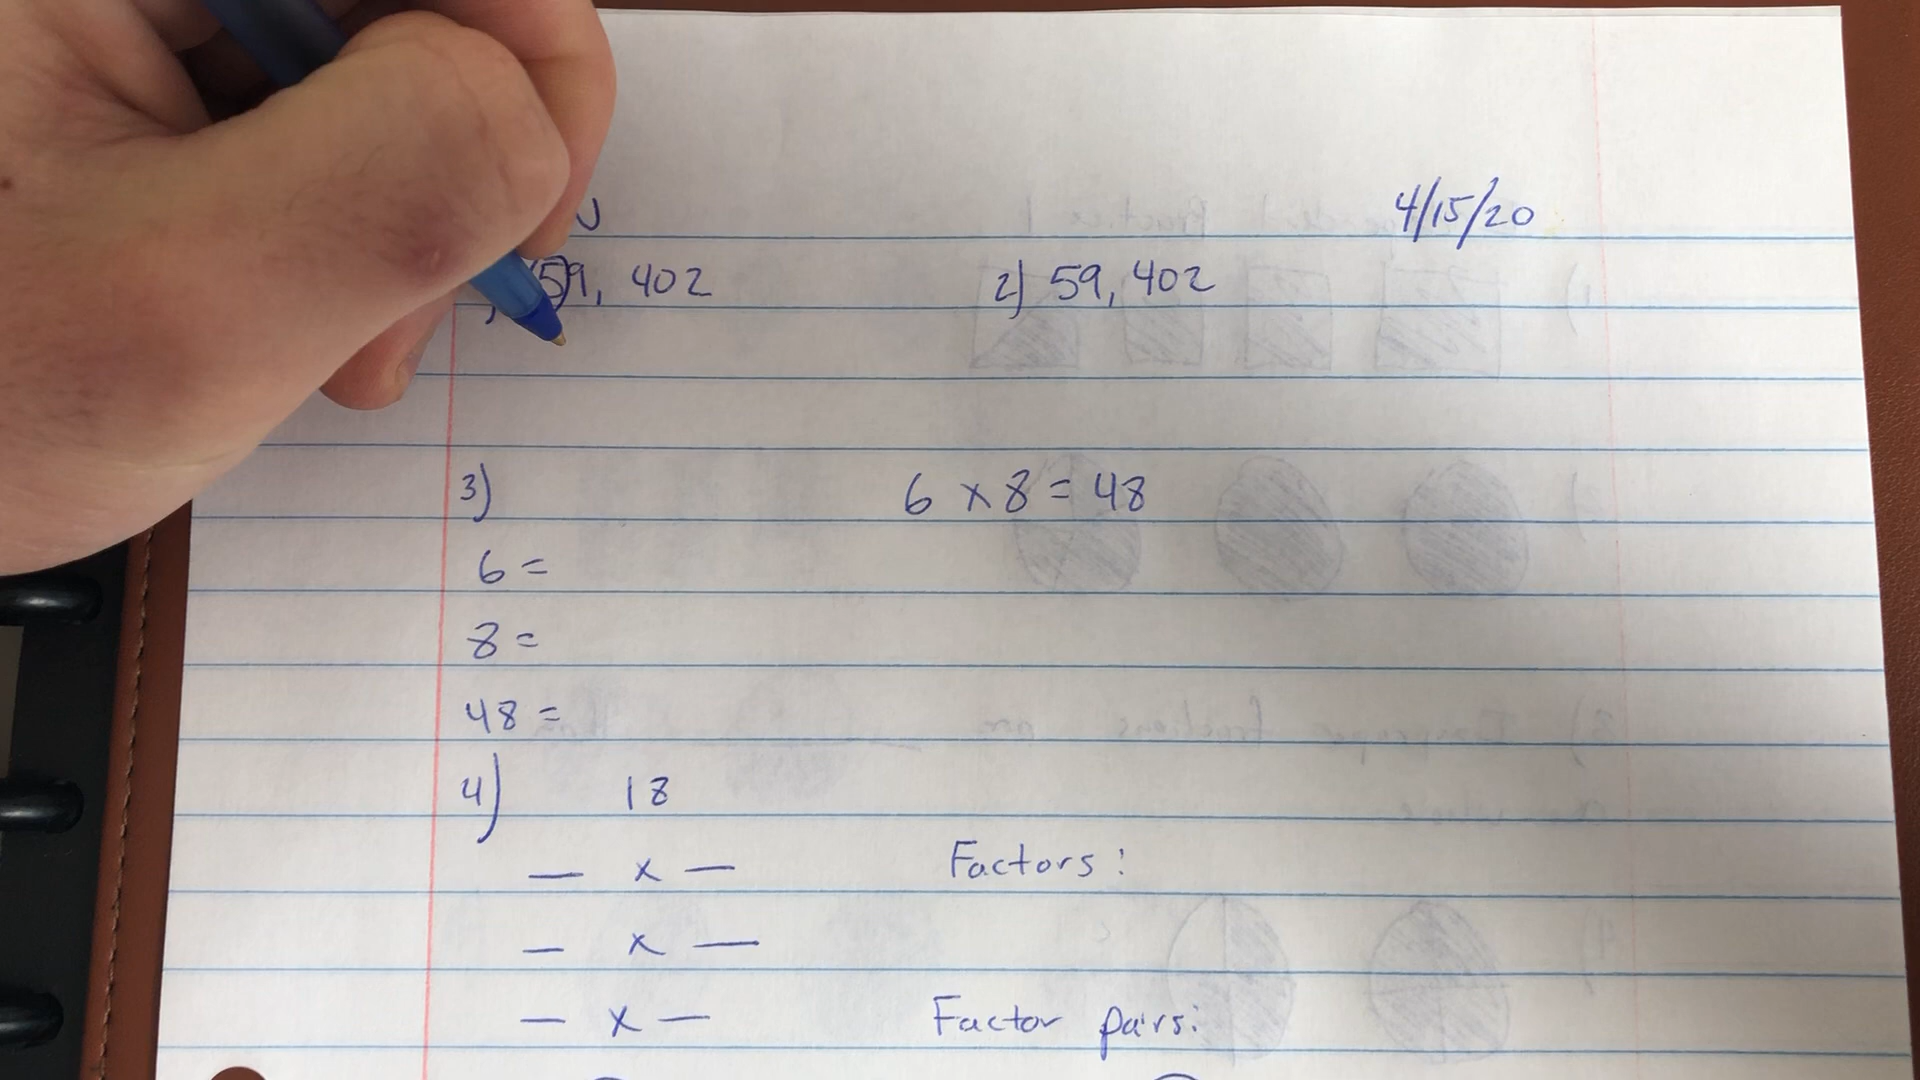 4/15/20
59, 402
2) 59,402
3) 6 x 8 = 48
6 =
8 =
48 =
4) 18
— x — Factors:
— x —
— x — Factor pairs: